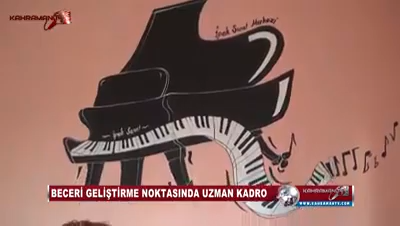 KAHRAMAN
İpek Sanat Merkezi
İpek Sanat
BECERİ GELİŞTİRME NOKTASINDA UZMAN KADRO
KAHRAMAN